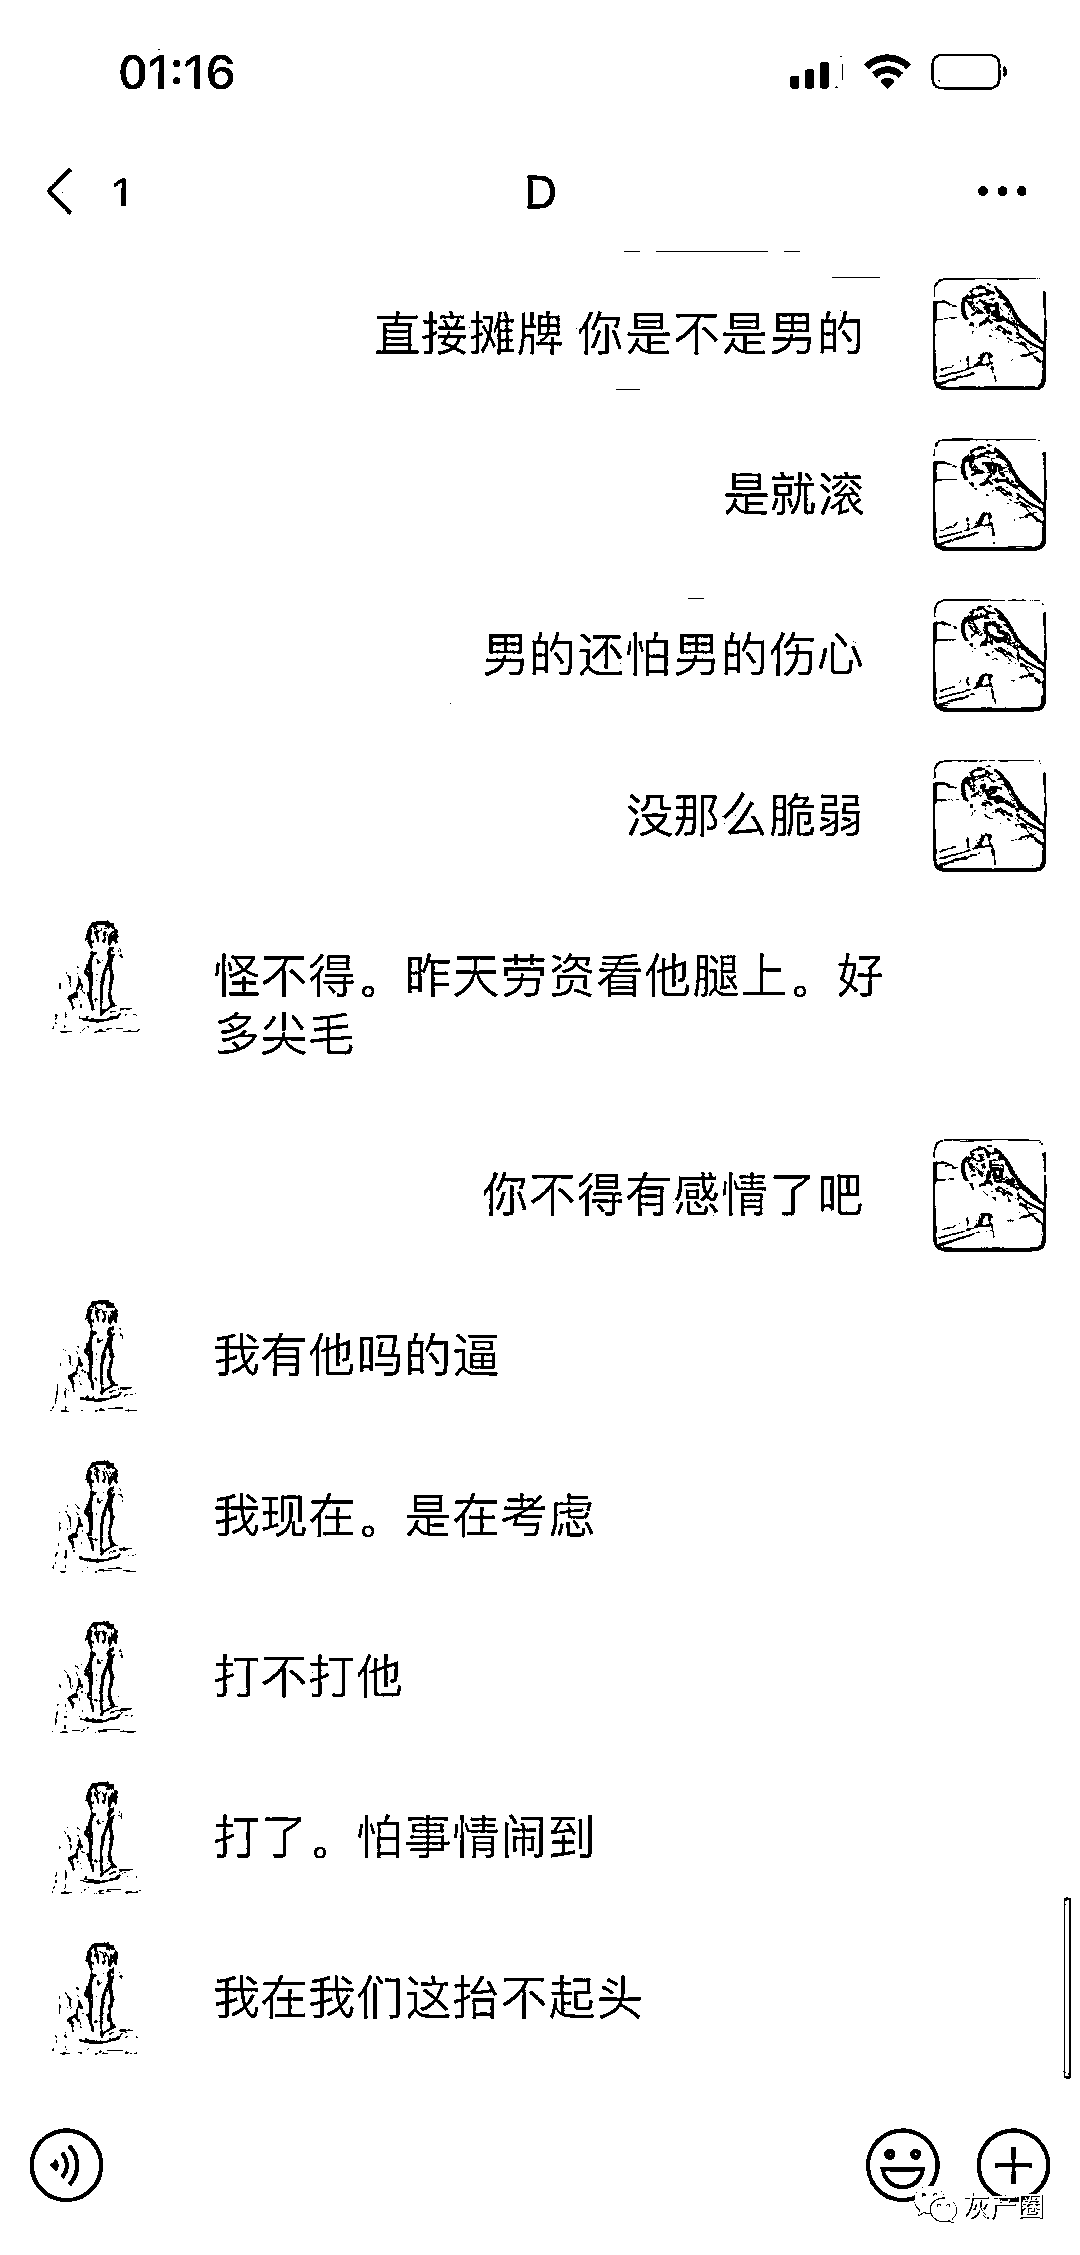 01:16
1
D
直接摊牌 你是不是男的
是就滚
男的还怕男的伤心
没那么脆弱
怪不得。昨天劳资看他腿上。好
多尖毛
你不得有感情了吧
我有他吗的逼
我现在。是在考虑
打不打他
打了。怕事情闹到
我在我们这抬不起头
灰产圈